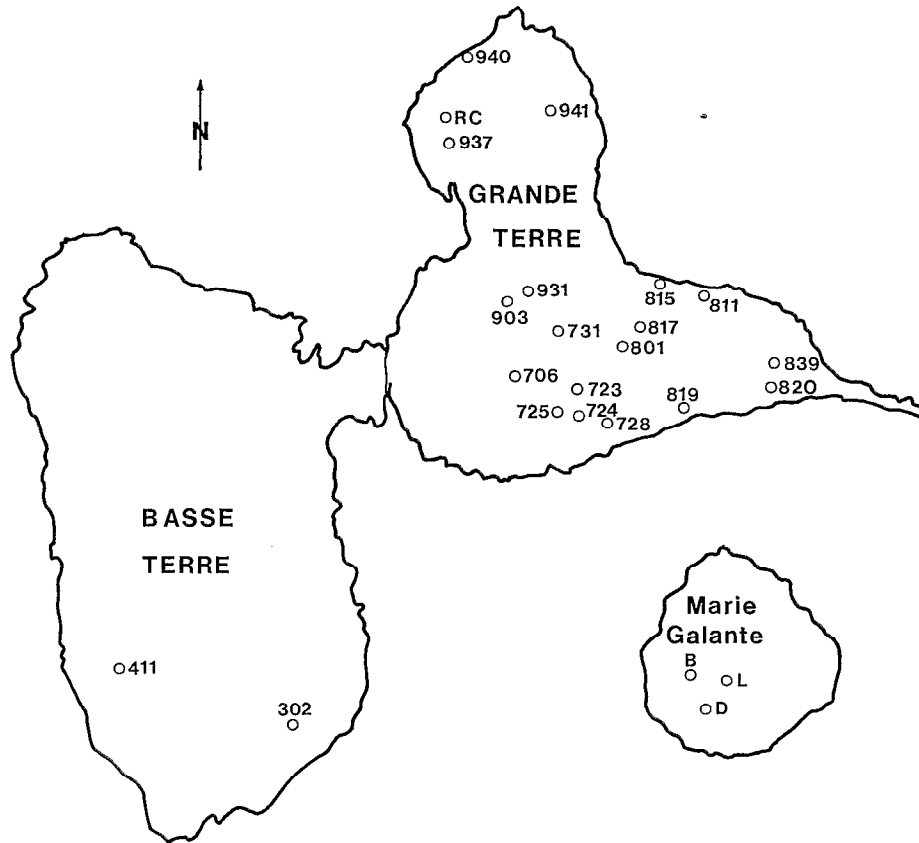 940
RC
941
937
N
GRANDE
TERRE
931
903
815
811
817
731
801
839
706
723
820
725
724
819
728
BASSE
TERRE
Marie
Galante
B
L
D
411
302